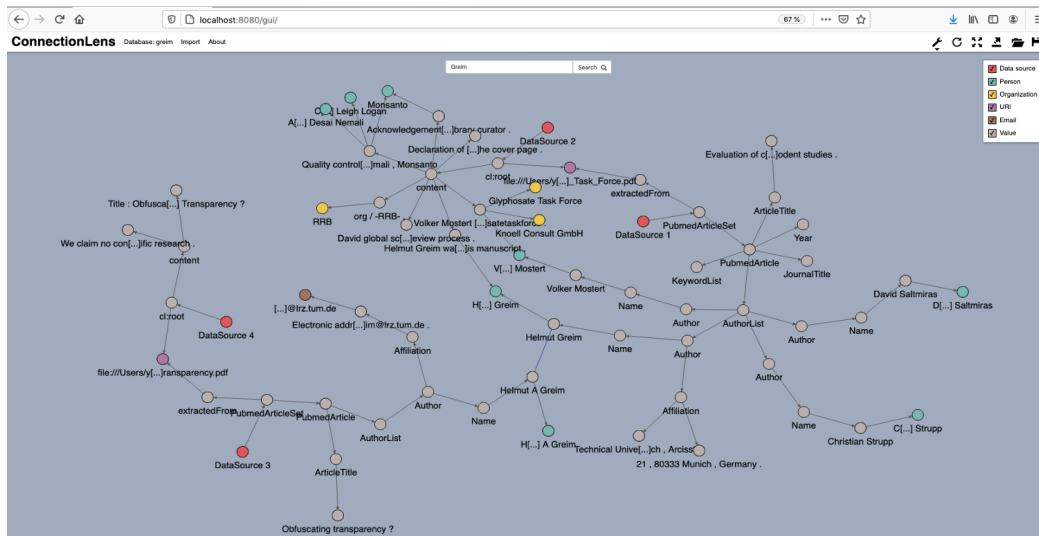 localhost:8080/gui/
67%
ConnectionLens Database: greim Import About
Greim
Search
Data source
Person
Organization
URI
Email
Value
Monsanto
C[...] Leigh Logan
A[...] Desai Nemali
Acknowledgement[...]brary curator .
Declaration of [...]he cover page .
DataSource 2
Quality control[...]mali , Monsanto
cl:root
content
file:///Users/y[...]_Task_Force.pdf
extractedFrom
Evaluation of c[...]odent studies .
Title : Obfusca[...] Transparency ?
Glyphosate Task Force
ArticleTitle
RRB
org / -RRB-
Volker Mostert [...]satetaskforc
Knoell Consult GmbH
DataSource 1
PubmedArticleSet
Year
We claim no con[...]ific research .
David global sc[...]eview process .
Helmut Greim wa[...]is manuscript .
content
V[...] Mostert
PubmedArticle
JournalTitle
KeywordList
Volker Mostert
David Saltmiras
D[...] Saltmiras
H[...] Greim
Name
cl:root
[...]@lrz.tum.de
Electronic addr[...]im@lrz.tum.de .
Author
AuthorList
Name
DataSource 4
Helmut Greim
Author
Affiliation
Name
Author
file:///Users/y[...]ransparency.pdf
Author
Helmut A Greim
extractedFrom
PubmedArticleSet
PubmedArticle
Author
Name
Affiliation
Name
C[...] Strupp
AuthorList
H[...] A Greim
Christian Strupp
Technical Unive[...]ch , Arciss
DataSource 3
21 , 80333 Munich , Germany .
ArticleTitle
Obfuscating transparency ?